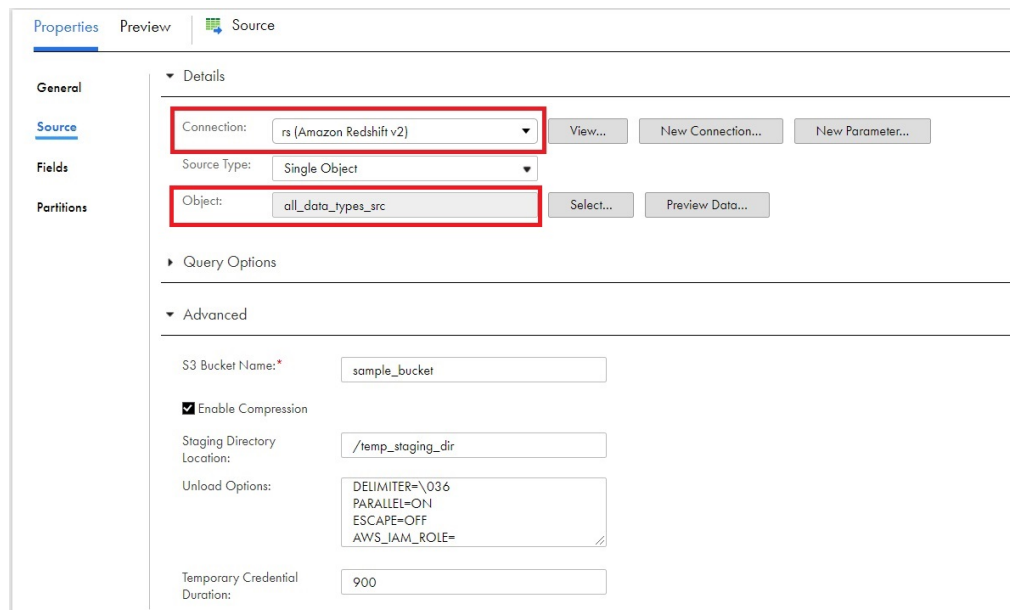 Properties Preview Source
General
Source
Fields
Partitions
Details
Connection: rs (Amazon Redshift v2) View... New Connection... New Parameter...
Source Type: Single Object
Object: all_data_types_src Select... Preview Data...
Query Options
Advanced
S3 Bucket Name:* sample_bucket
Enable Compression
Staging Directory
Location:
/temp_staging_dir
Unload Options:
DELIMITER=\036
PARALLEL=ON
ESCAPE=OFF
AWS_IAM_ROLE=
Temporary Credential
Duration:
900